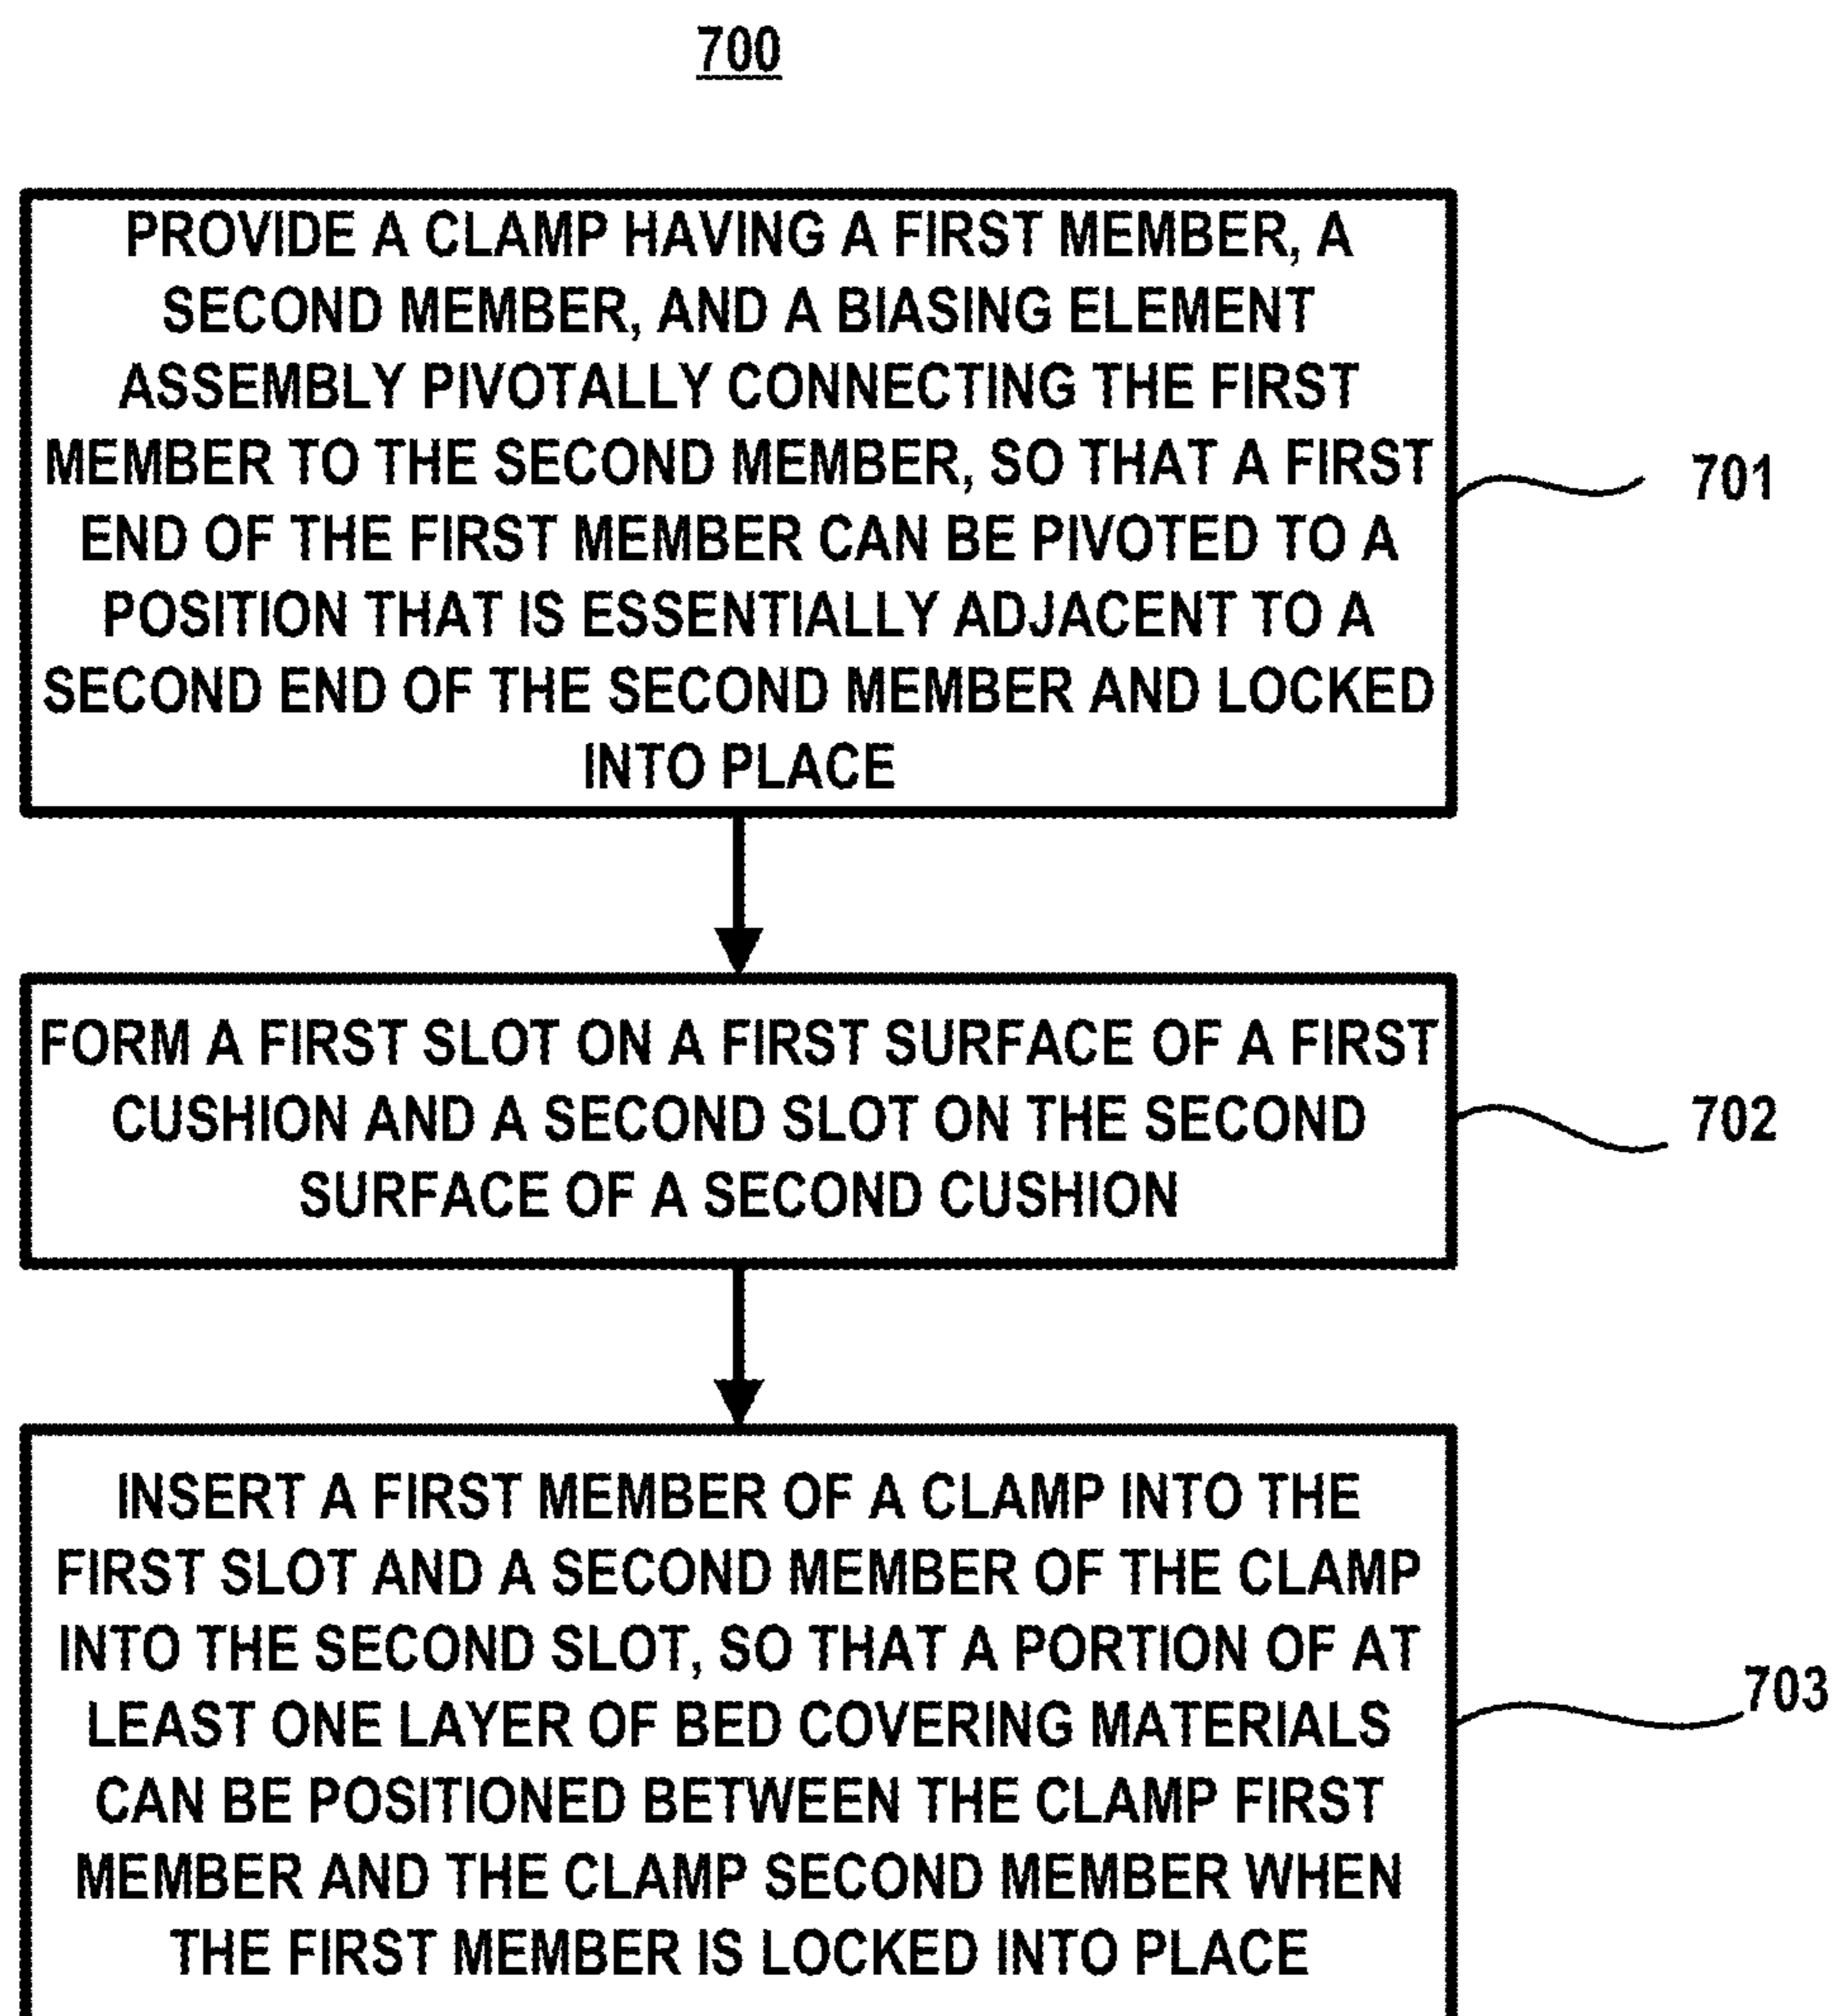 700
PROVIDE A CLAMP HAVING A FIRST MEMBER, A
SECOND MEMBER, AND A BIASING ELEMENT
ASSEMBLY PIVOTALLY CONNECTING THE FIRST
MEMBER TO THE SECOND MEMBER, SO THAT A FIRST
END OF THE FIRST MEMBER CAN BE PIVOTED TO A
POSITION THAT IS ESSENTIALLY ADJACENT TO A
SECOND END OF THE SECOND MEMBER AND LOCKED
INTO PLACE
701
FORM A FIRST SLOT ON A FIRST SURFACE OF A FIRST
CUSHION AND A SECOND SLOT ON THE SECOND
SURFACE OF A SECOND CUSHION
702
INSERT A FIRST MEMBER OF A CLAMP INTO THE
FIRST SLOT AND A SECOND MEMBER OF THE CLAMP
INTO THE SECOND SLOT, SO THAT A PORTION OF AT
LEAST ONE LAYER OF BED COVERING MATERIALS
CAN BE POSITIONED BETWEEN THE CLAMP FIRST
MEMBER AND THE CLAMP SECOND MEMBER WHEN
THE FIRST MEMBER IS LOCKED INTO PLACE
703